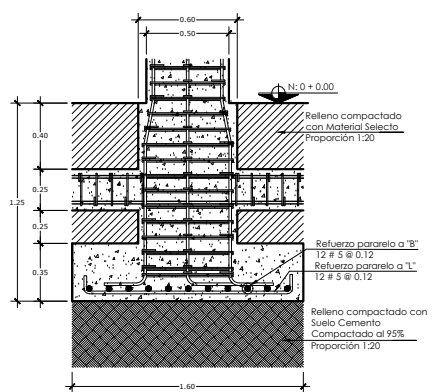 0.60
0.50
N: 0 + 0.00
0.40
Relleno compactado
con Material Selecto
Proporción 1:20
0.25
1.25
0.25
0.35
Refuerzo pararelo a "B"
12 # 5 @ 0.12
Refuerzo pararelo a "L"
12 # 5 @ 0.12
Relleno compactado con
Suelo Cemento
Compactado al 95%
Proporción 1:20
1.60